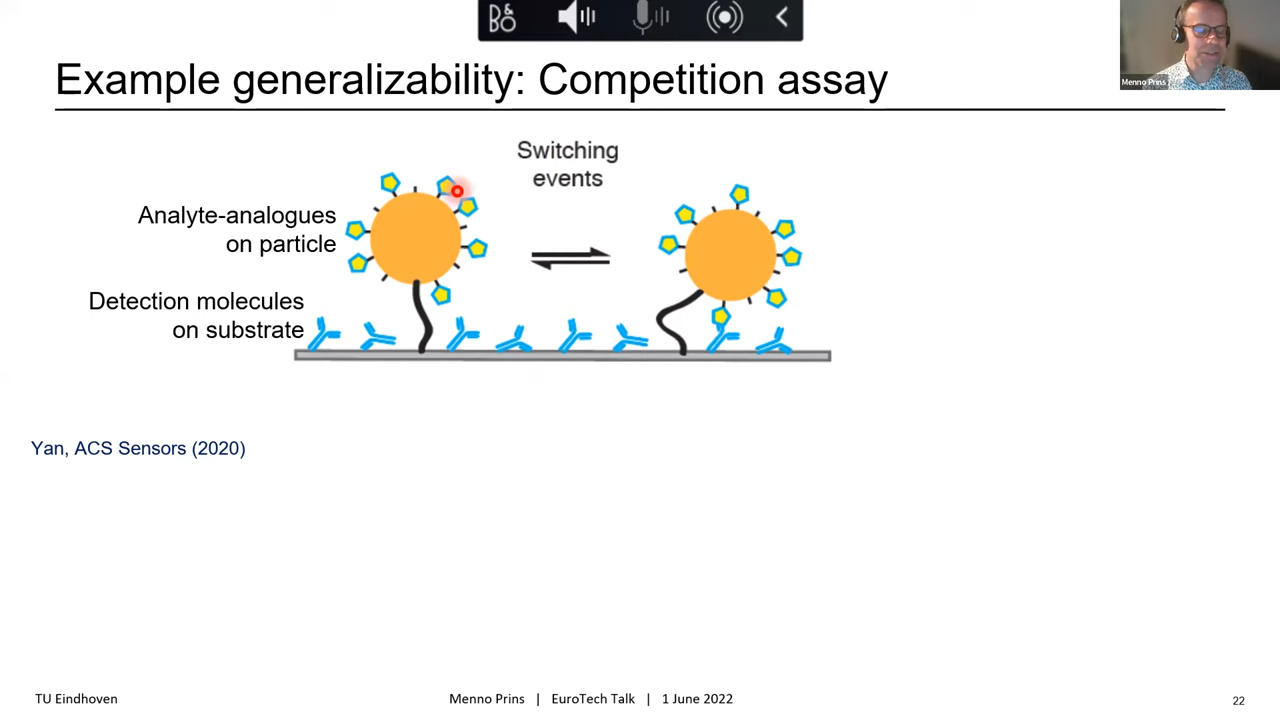 B&O
Menno Prins
Example generalizability: Competition assay
Switching
events
Analyte-analogues
on particle
Detection molecules
on substrate
Yan, ACS Sensors (2020)
TU Eindhoven
Menno Prins | EuroTech Talk | 1 June 2022
22